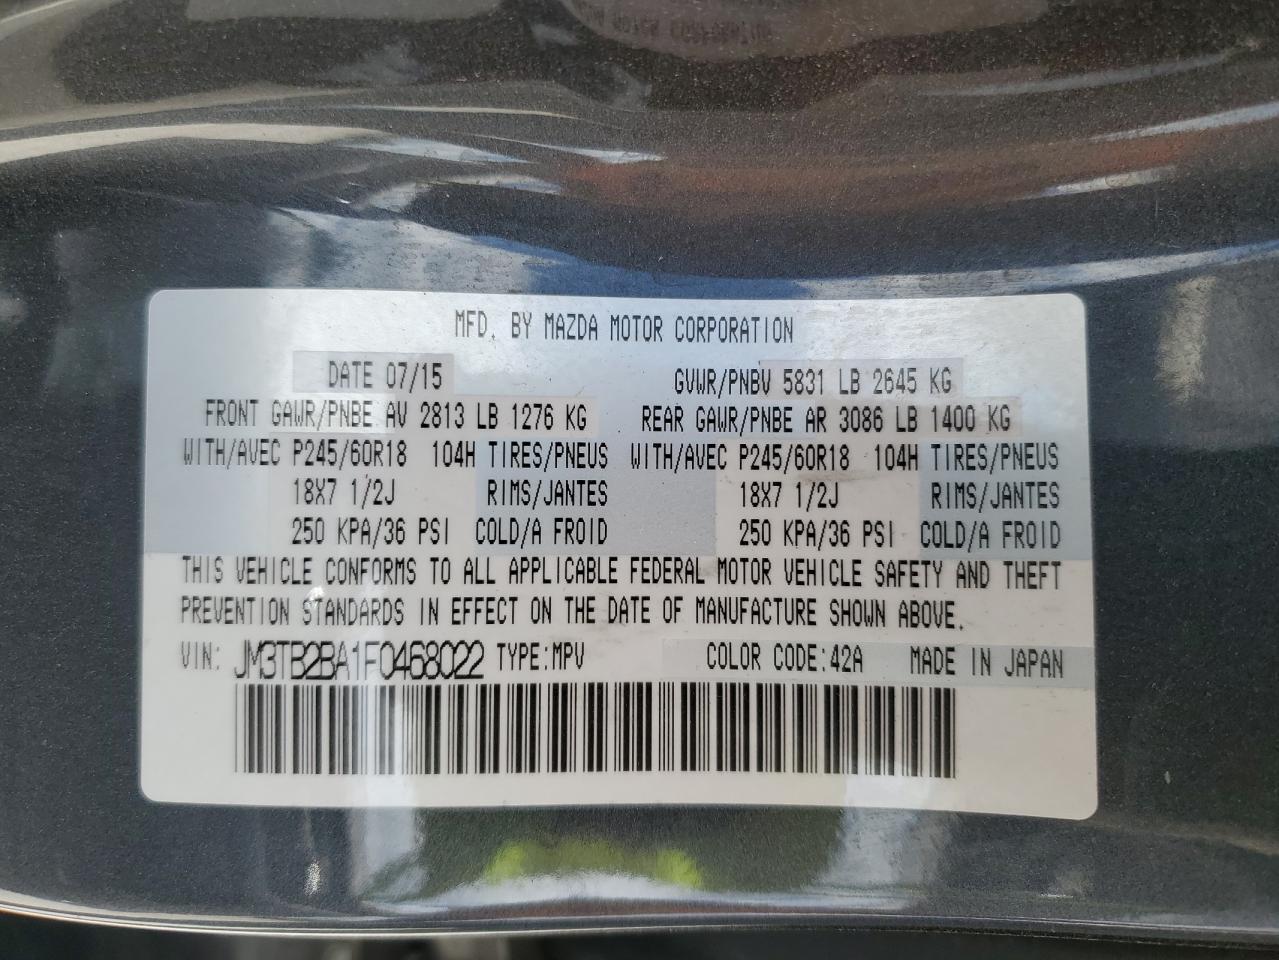 MFD. BY MAZDA MOTOR CORPORATION
DATE 07/15 GVWR/PNBV 5831 LB 2645 KG
FRONT GAWR/PNBE AV 2813 LB 1276 KG REAR GAWR/PNBE AR 3086 LB 1400 KG
WITH/AVEC P245/60R18 104H TIRES/PNEUS WITH/AVEC P245/60R18 104H TIRES/PNEUS
18X7 1/2J RIMS/JANTES 18X7 1/2J RIMS/JANTES
250 KPA/36 PSI COLD/A FROID 250 KPA/36 PSI COLD/A FROID
THIS VEHICLE CONFORMS TO ALL APPLICABLE FEDERAL MOTOR VEHICLE SAFETY AND THEFT
PREVENTION STANDARDS IN EFFECT ON THE DATE OF MANUFACTURE SHOWN ABOVE.
VIN: JM3TB2BA1F0468022 TYPE:MPV COLOR CODE:42A MADE IN JAPAN